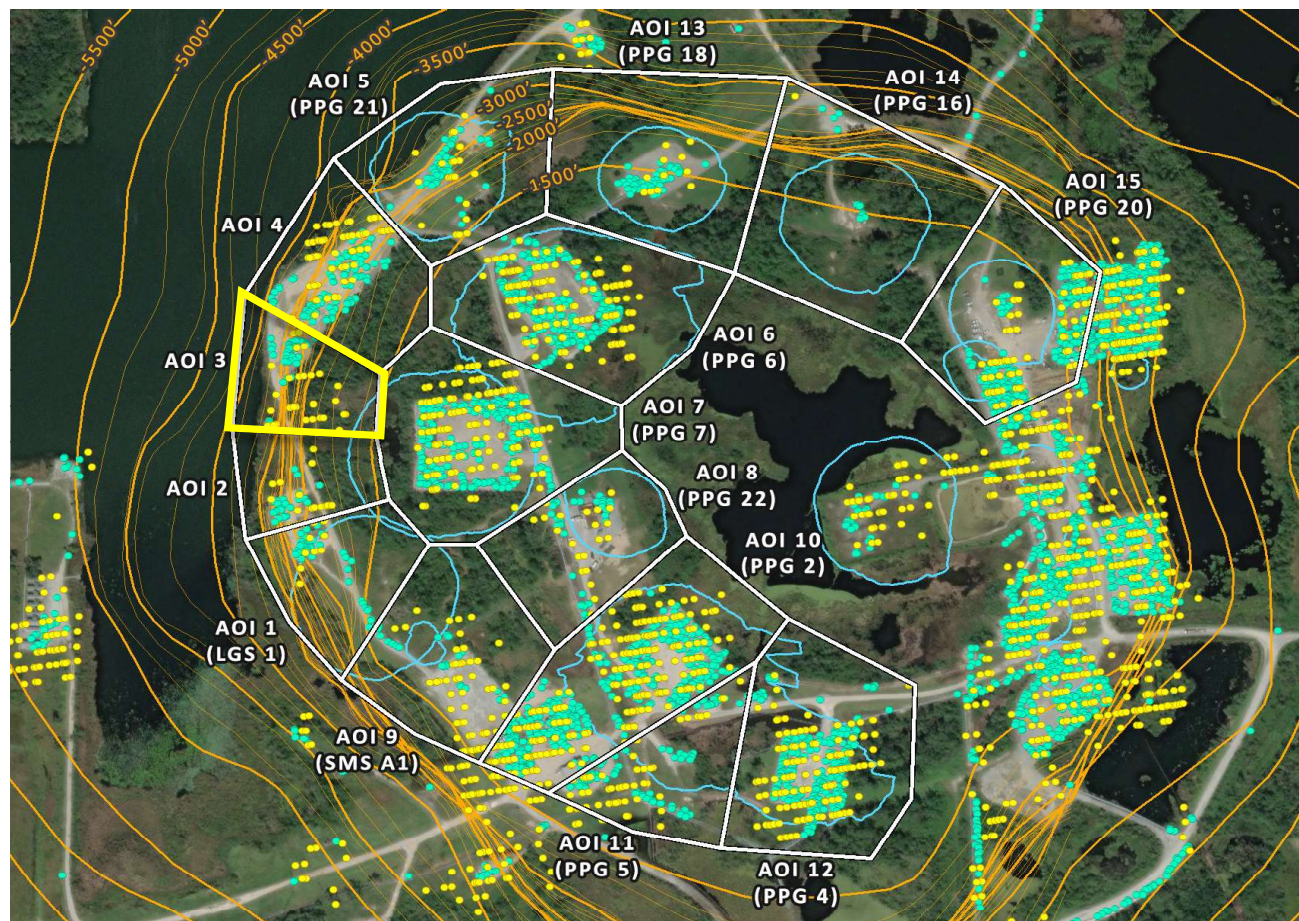 -5500'
-5000'
-4500'
-4000'
-3500'
-3000'
-2500'
-2000'
-1500'
AOI 13
(PPG 18)
AOI 14
(PPG 16)
AOI 5
(PPG 21)
AOI 15
(PPG 20)
AOI 4
AOI 3
AOI 6
(PPG 6)
AOI 7
(PPG 7)
AOI 2
AOI 8
(PPG 22)
AOI 10
(PPG 2)
AOI 1
(LGS 1)
AOI 9
(SMS A1)
AOI 11
(PPG 5)
AOI 12
(PPG 4)